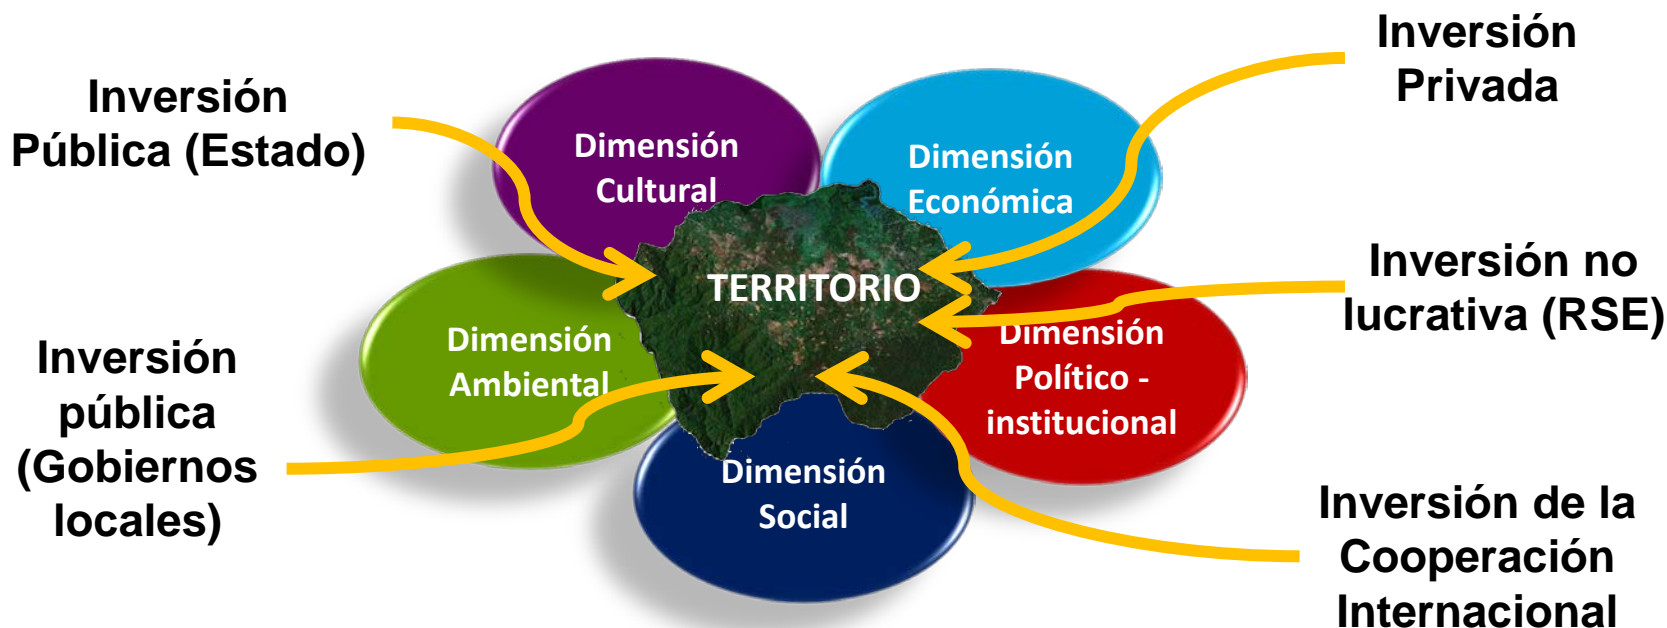 Inversión
Pública (Estado)
Inversión
pública
(Gobiernos
locales)
Dimensión
Cultural
Dimensión
Económica
TERRITORIO
Dimensión
Ambiental
Dimensión
Político -
institucional
Dimensión
Social
Inversión
Privada
Inversión no
lucrativa (RSE)
Inversión de la
Cooperación
Internacional